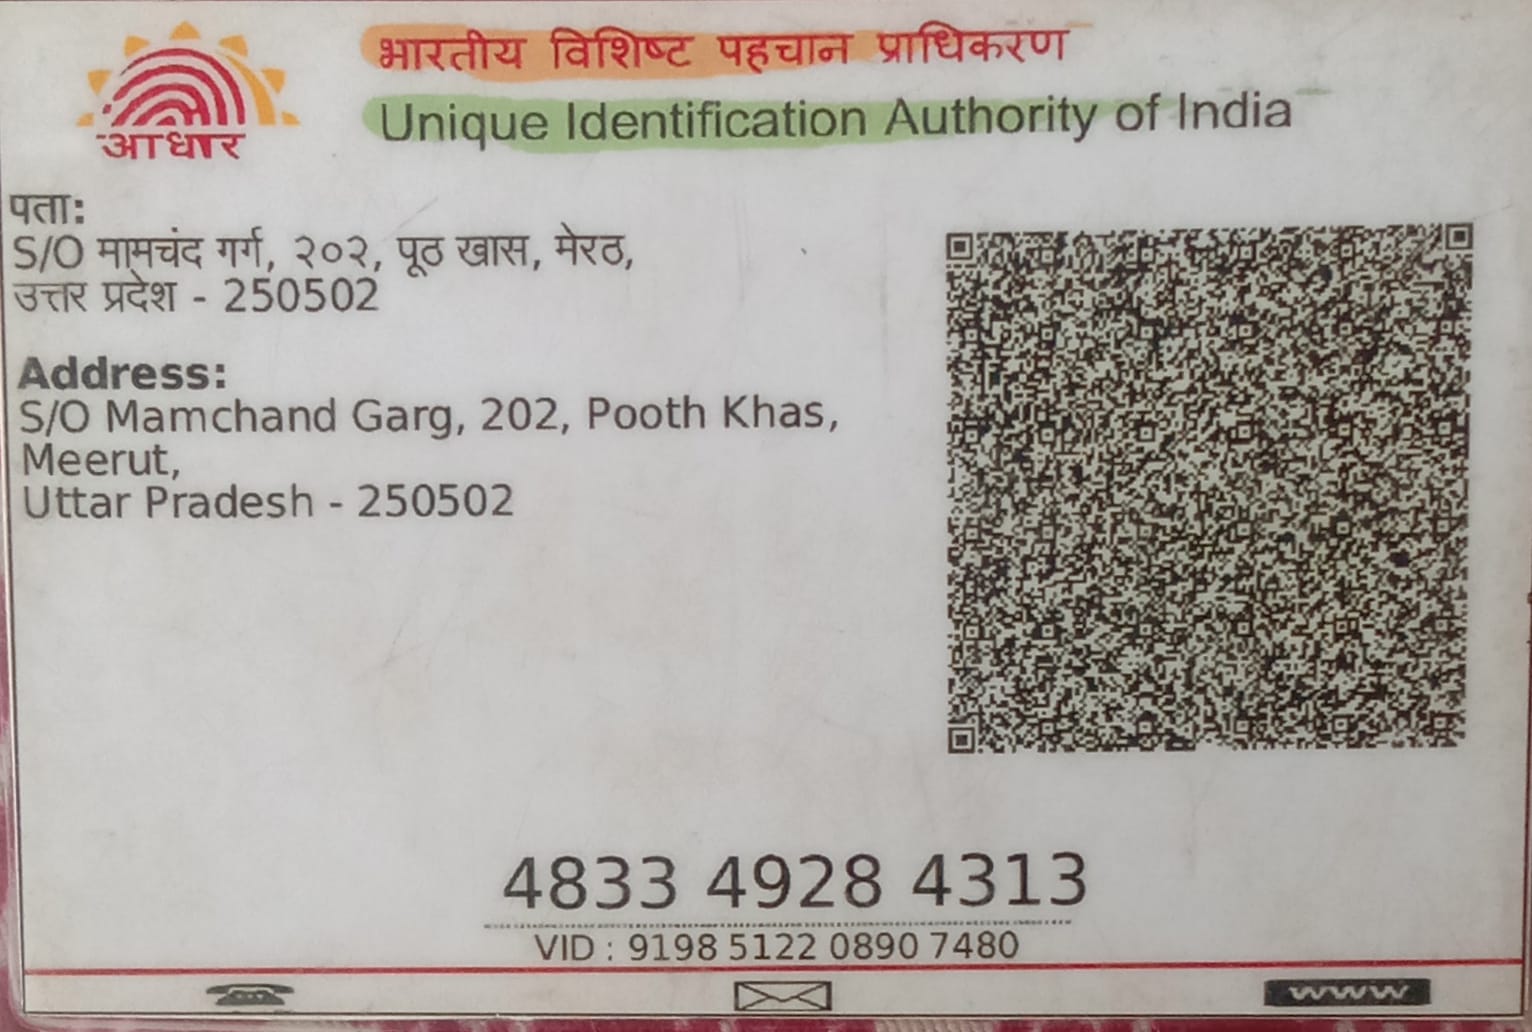 भारतीय विशिष्ट पहचान प्राधिकरण
Unique Identification Authority of India
आधार
पता:
S/O मामचंद गर्ग, २०२, पूठ खास, मेरठ,
उत्तर प्रदेश - 250502
Address:
S/O Mamchand Garg, 202, Pooth Khas,
Meerut,
Uttar Pradesh - 250502
4833 4928 4313
VID : 9198 5122 0890 7480
www